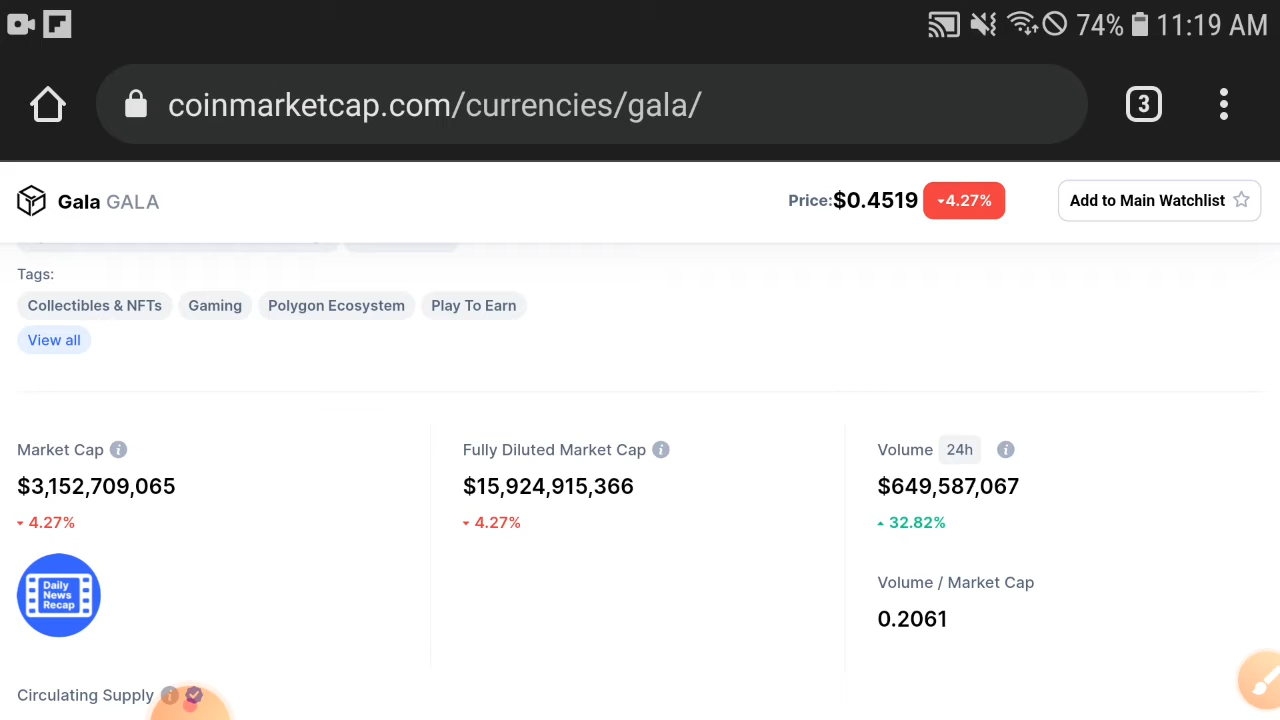 74% 11:19 AM
coinmarketcap.com/currencies/gala/ 3
Gala GALA Price:$0.4519 4.27% Add to Main Watchlist
Tags:
Collectibles & NFTs Gaming Polygon Ecosystem Play To Earn
View all
Market Cap Fully Diluted Market Cap Volume 24h
$3,152,709,065 $15,924,915,366 $649,587,067
4.27% 4.27% 32.82%
Daily
News
Recap
Volume / Market Cap
0.2061
Circulating Supply